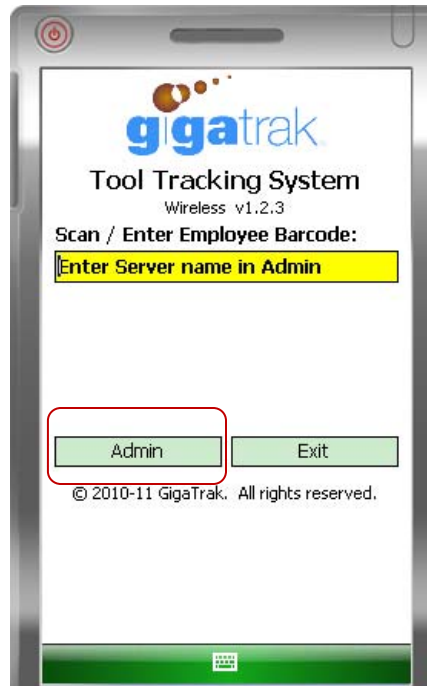 gigatrak
Tool Tracking System
Wireless v1.2.3
Scan / Enter Employee Barcode:
Enter Server name in Admin
Admin Exit
© 2010-11 GigaTrak. All rights reserved.